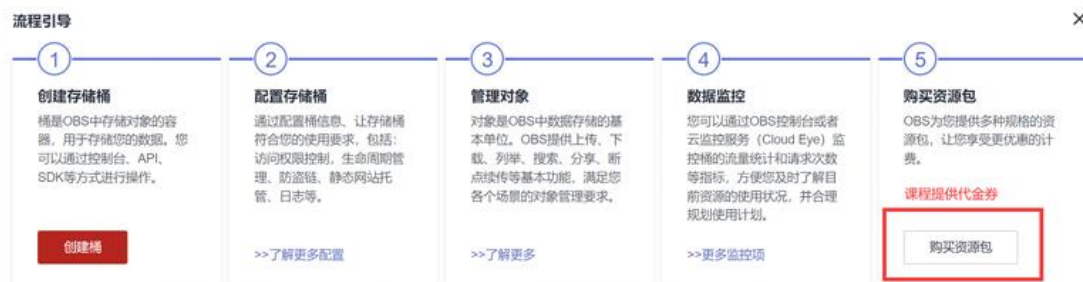 流程引导
1
创建存储桶
桶是OBS中存储对象的容
器，用于存储您的数据。您
可以通过控制台、API、
SDK等方式进行操作。
创建桶
2
配置存储桶
通过配置桶信息、让存储桶
符合您的使用要求，包括：
访问权限控制，生命周期管
理、防盗链、静态网站托
管、日志等。
>>了解更多配置
3
管理对象
对象是OBS中数据存储的基
本单位。OBS提供上传、下
载、列举、搜索、分享、断
点续传等基本功能，满足您
各个场景的对象管理要求。
>>了解更多
4
数据监控
您可以通过OBS控制台或者
云监控服务（Cloud Eye）监
控桶的流量统计和请求次数
等指标，方便您及时了解目
前资源的使用状况，并合理
规划使用计划。
>>更多监控项
5
购买资源包
OBS为您提供多种规格的资
源包，让您享受更优惠的计
费。
课程提供代金券
购买资源包